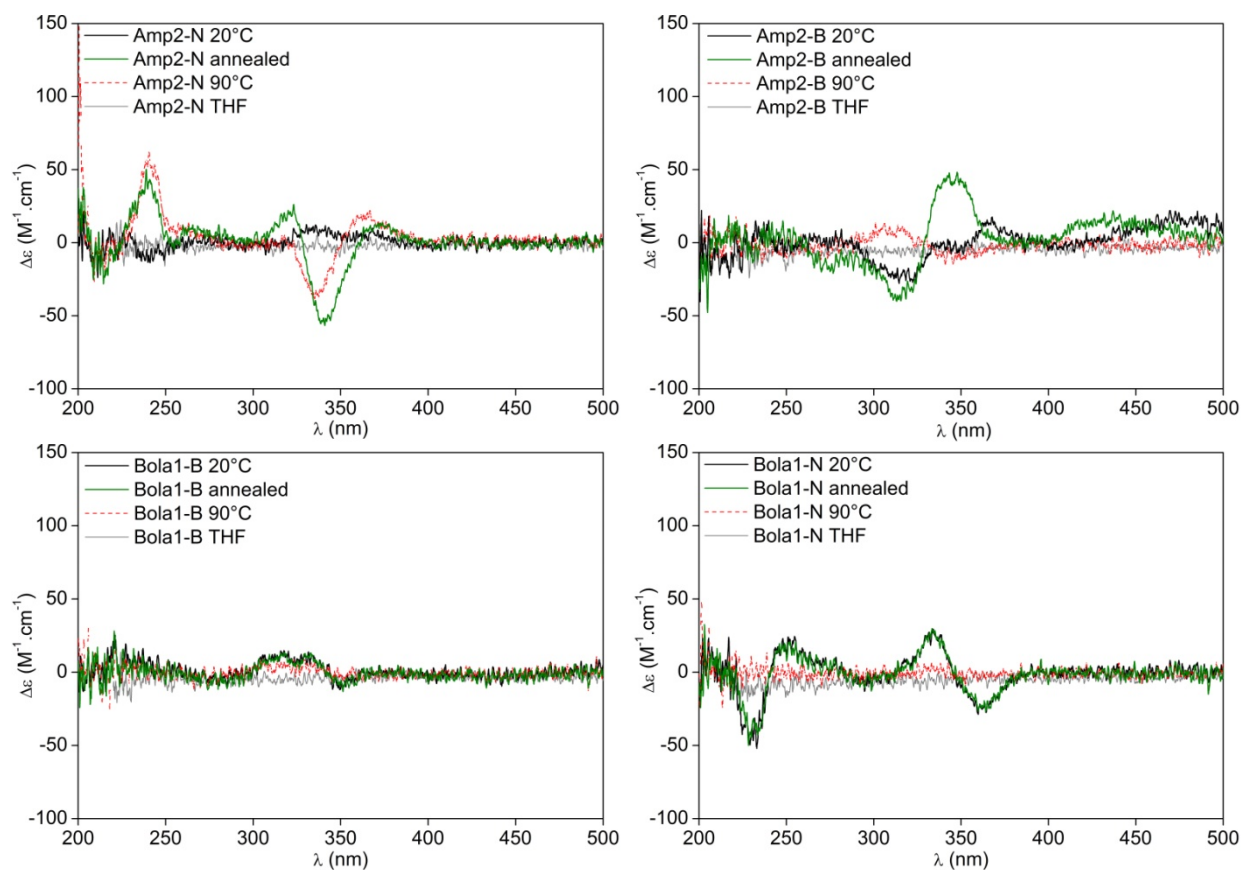 150
100
50
0
-50
-100
Δε (M⁻¹.cm⁻¹)
Amp2-N 20°C
Amp2-N annealed
Amp2-N 90°C
Amp2-N THF
200 250 300 350 400 450 500
λ (nm)
150
100
50
0
-50
-100
Δε (M⁻¹.cm⁻¹)
Amp2-B 20°C
Amp2-B annealed
Amp2-B 90°C
Amp2-B THF
200 250 300 350 400 450 500
λ (nm)
150
100
50
0
-50
-100
Δε (M⁻¹.cm⁻¹)
Bola1-B 20°C
Bola1-B annealed
Bola1-B 90°C
Bola1-B THF
200 250 300 350 400 450 500
λ (nm)
150
100
50
0
-50
-100
Δε (M⁻¹.cm⁻¹)
Bola1-N 20°C
Bola1-N annealed
Bola1-N 90°C
Bola1-N THF
200 250 300 350 400 450 500
λ (nm)